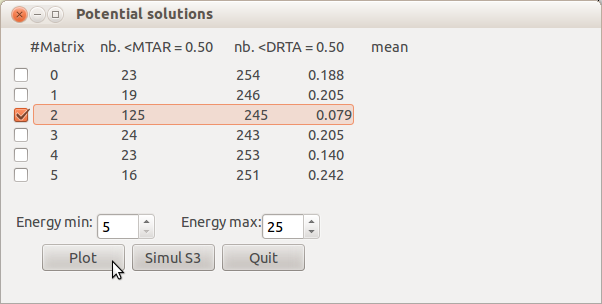 Potential solutions
#Matrix nb. <MTAR = 0.50 nb. <DRTA = 0.50 mean
0 23 254 0.188
1 19 246 0.205
2 125 245 0.079
3 24 243 0.205
4 23 253 0.140
5 16 251 0.242
Energy min: 5 Energy max: 25
Plot Simul S3 Quit